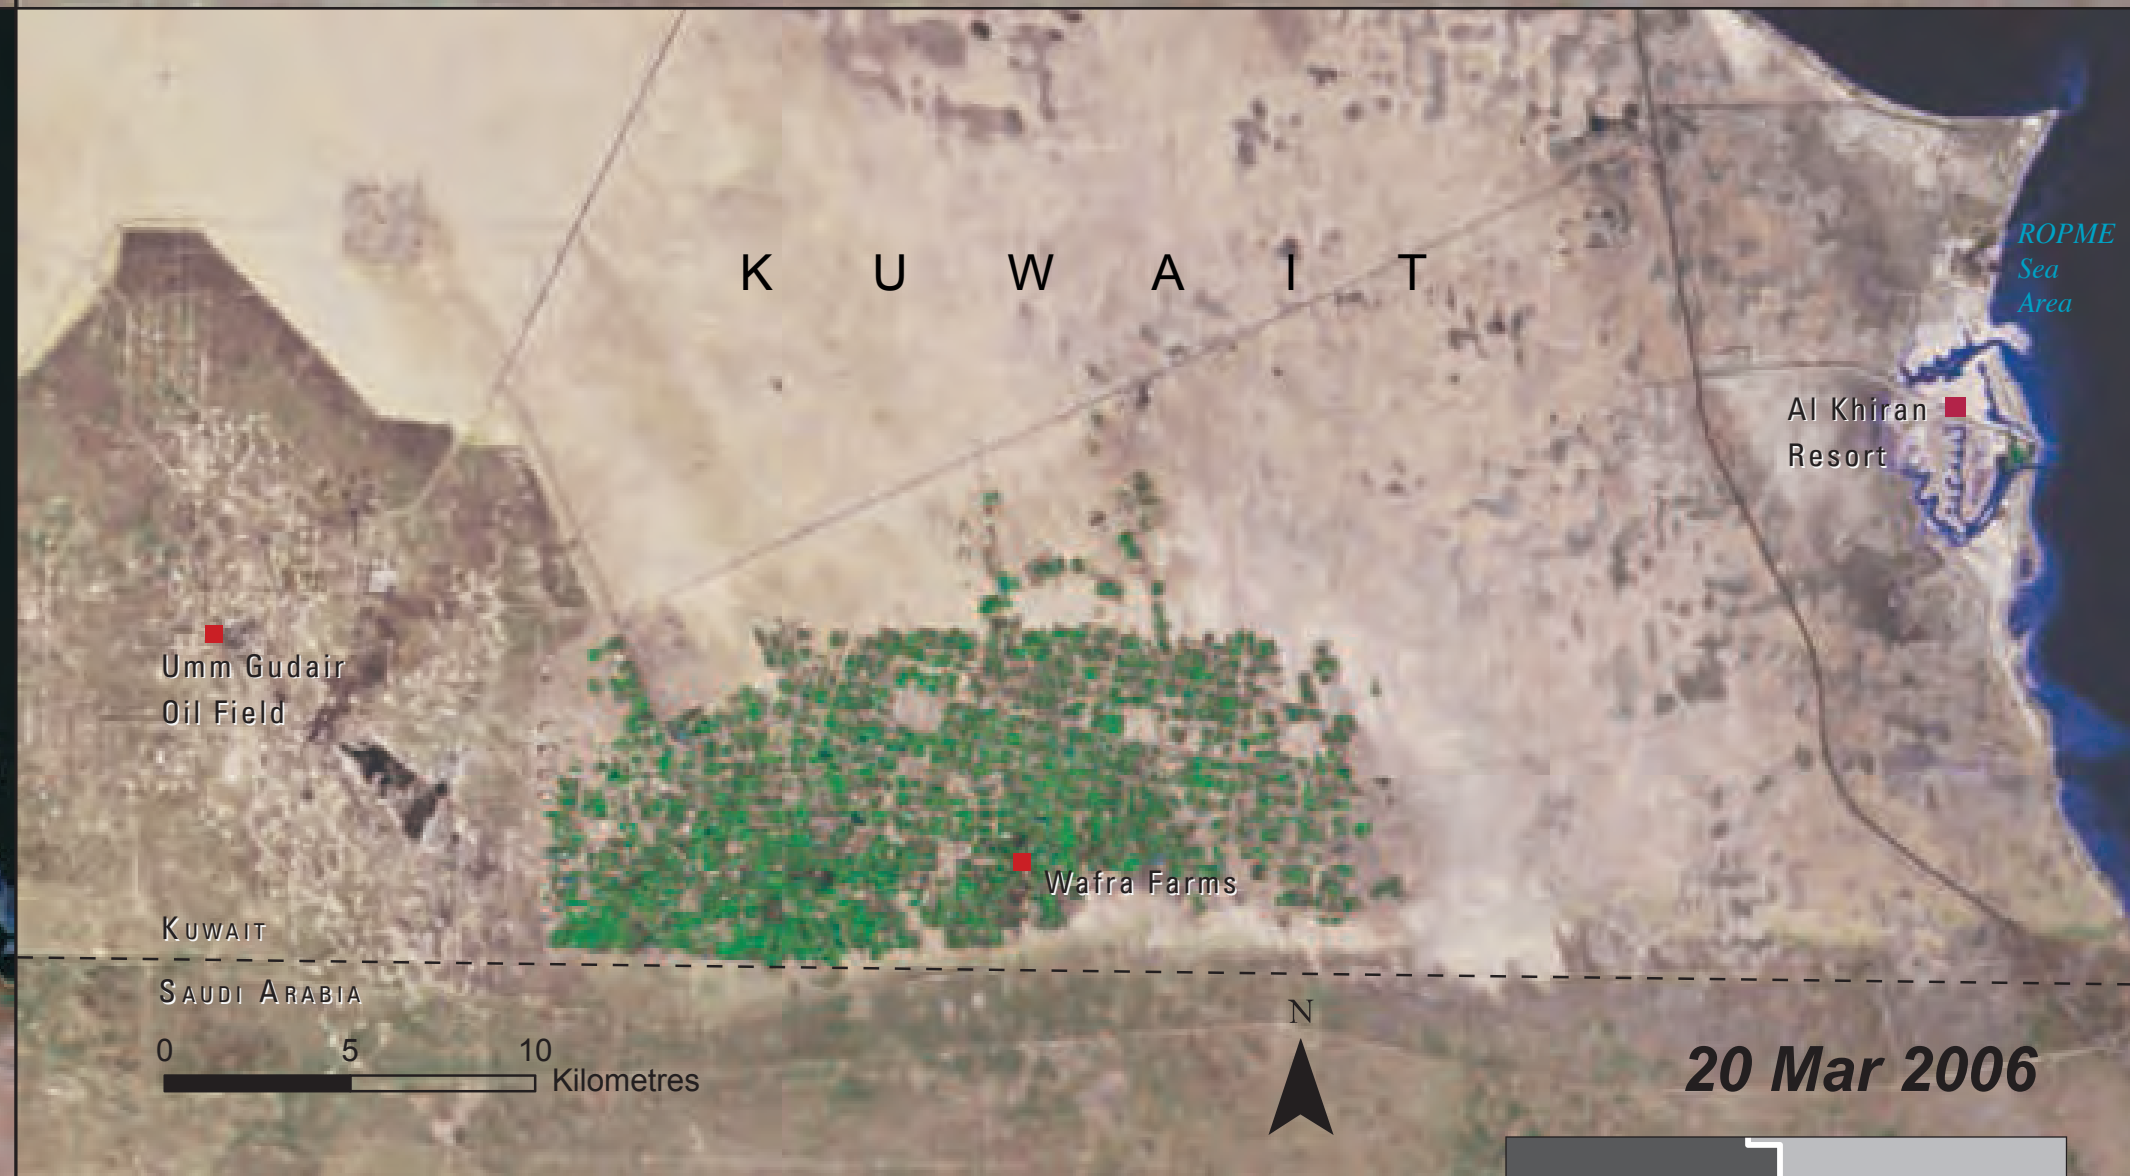 K U W A I T
ROPME
Sea
Area
Al Khiran
Resort
Umm Gudair
Oil Field
Wafra Farms
KUWAIT
SAUDI ARABIA
N
0 5 10
Kilometres
20 Mar 2006